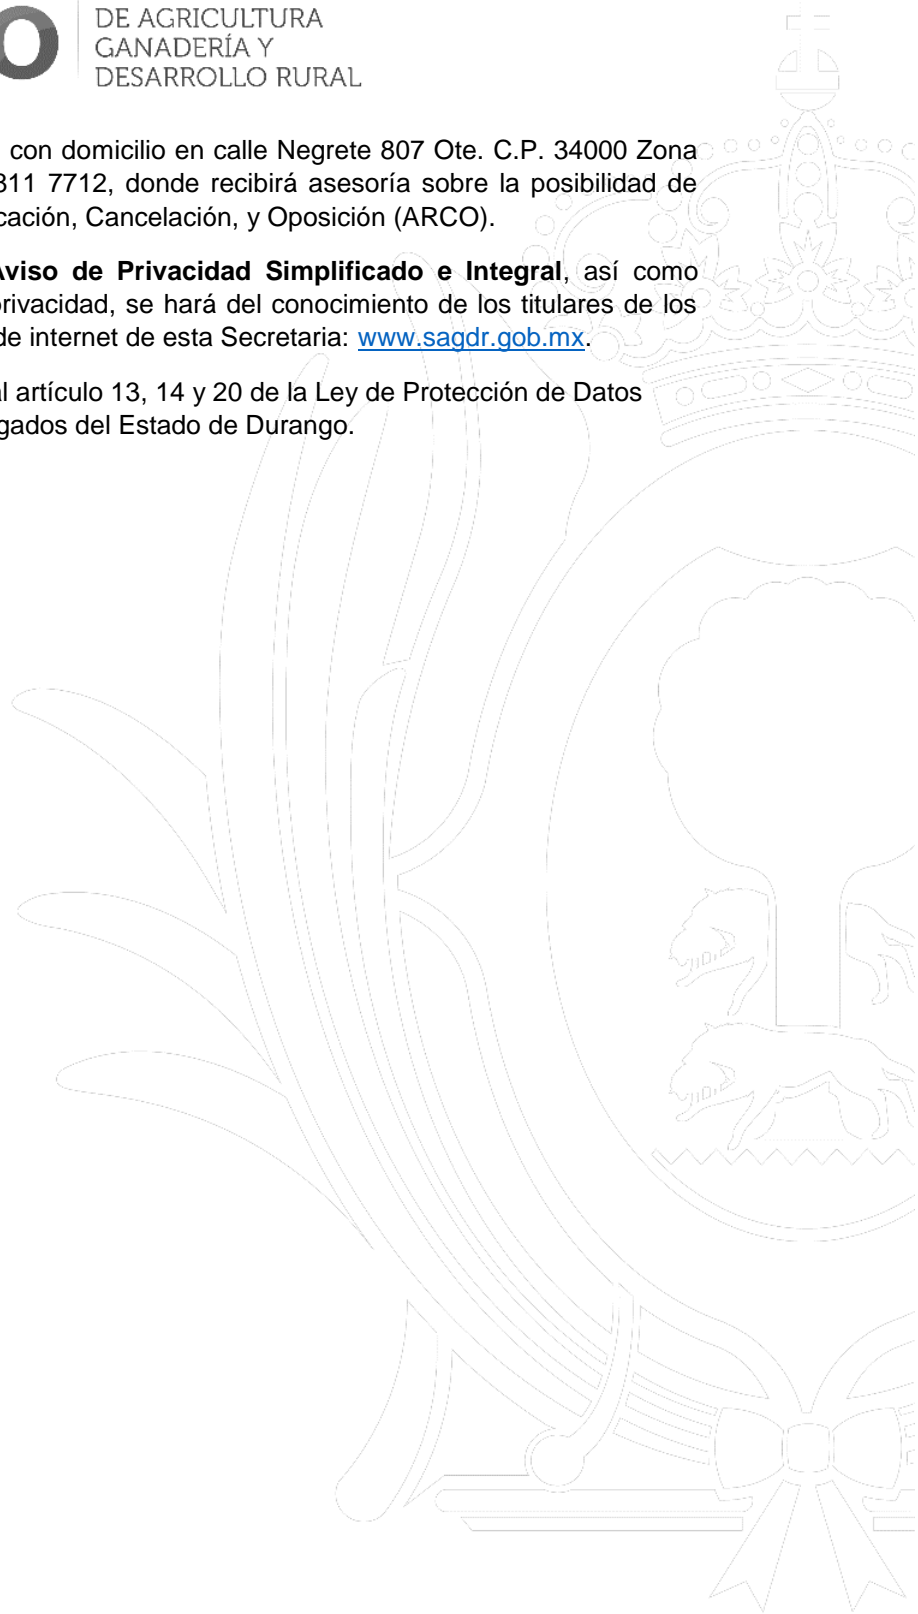 O
DE AGRICULTURA
GANADERÍA Y
DESARROLLO RURAL
con domicilio en calle Negrete 807 Ote. C.P. 34000 Zona
811 7712, donde recibirá asesoría sobre la posibilidad de
cación, Cancelación, y Oposición (ARCO).
Aviso de Privacidad Simplificado e Integral, así como
privacidad, se hará del conocimiento de los titulares de los
de internet de esta Secretaria: www.sagdr.gob.mx.
al artículo 13, 14 y 20 de la Ley de Protección de Datos
gados del Estado de Durango.